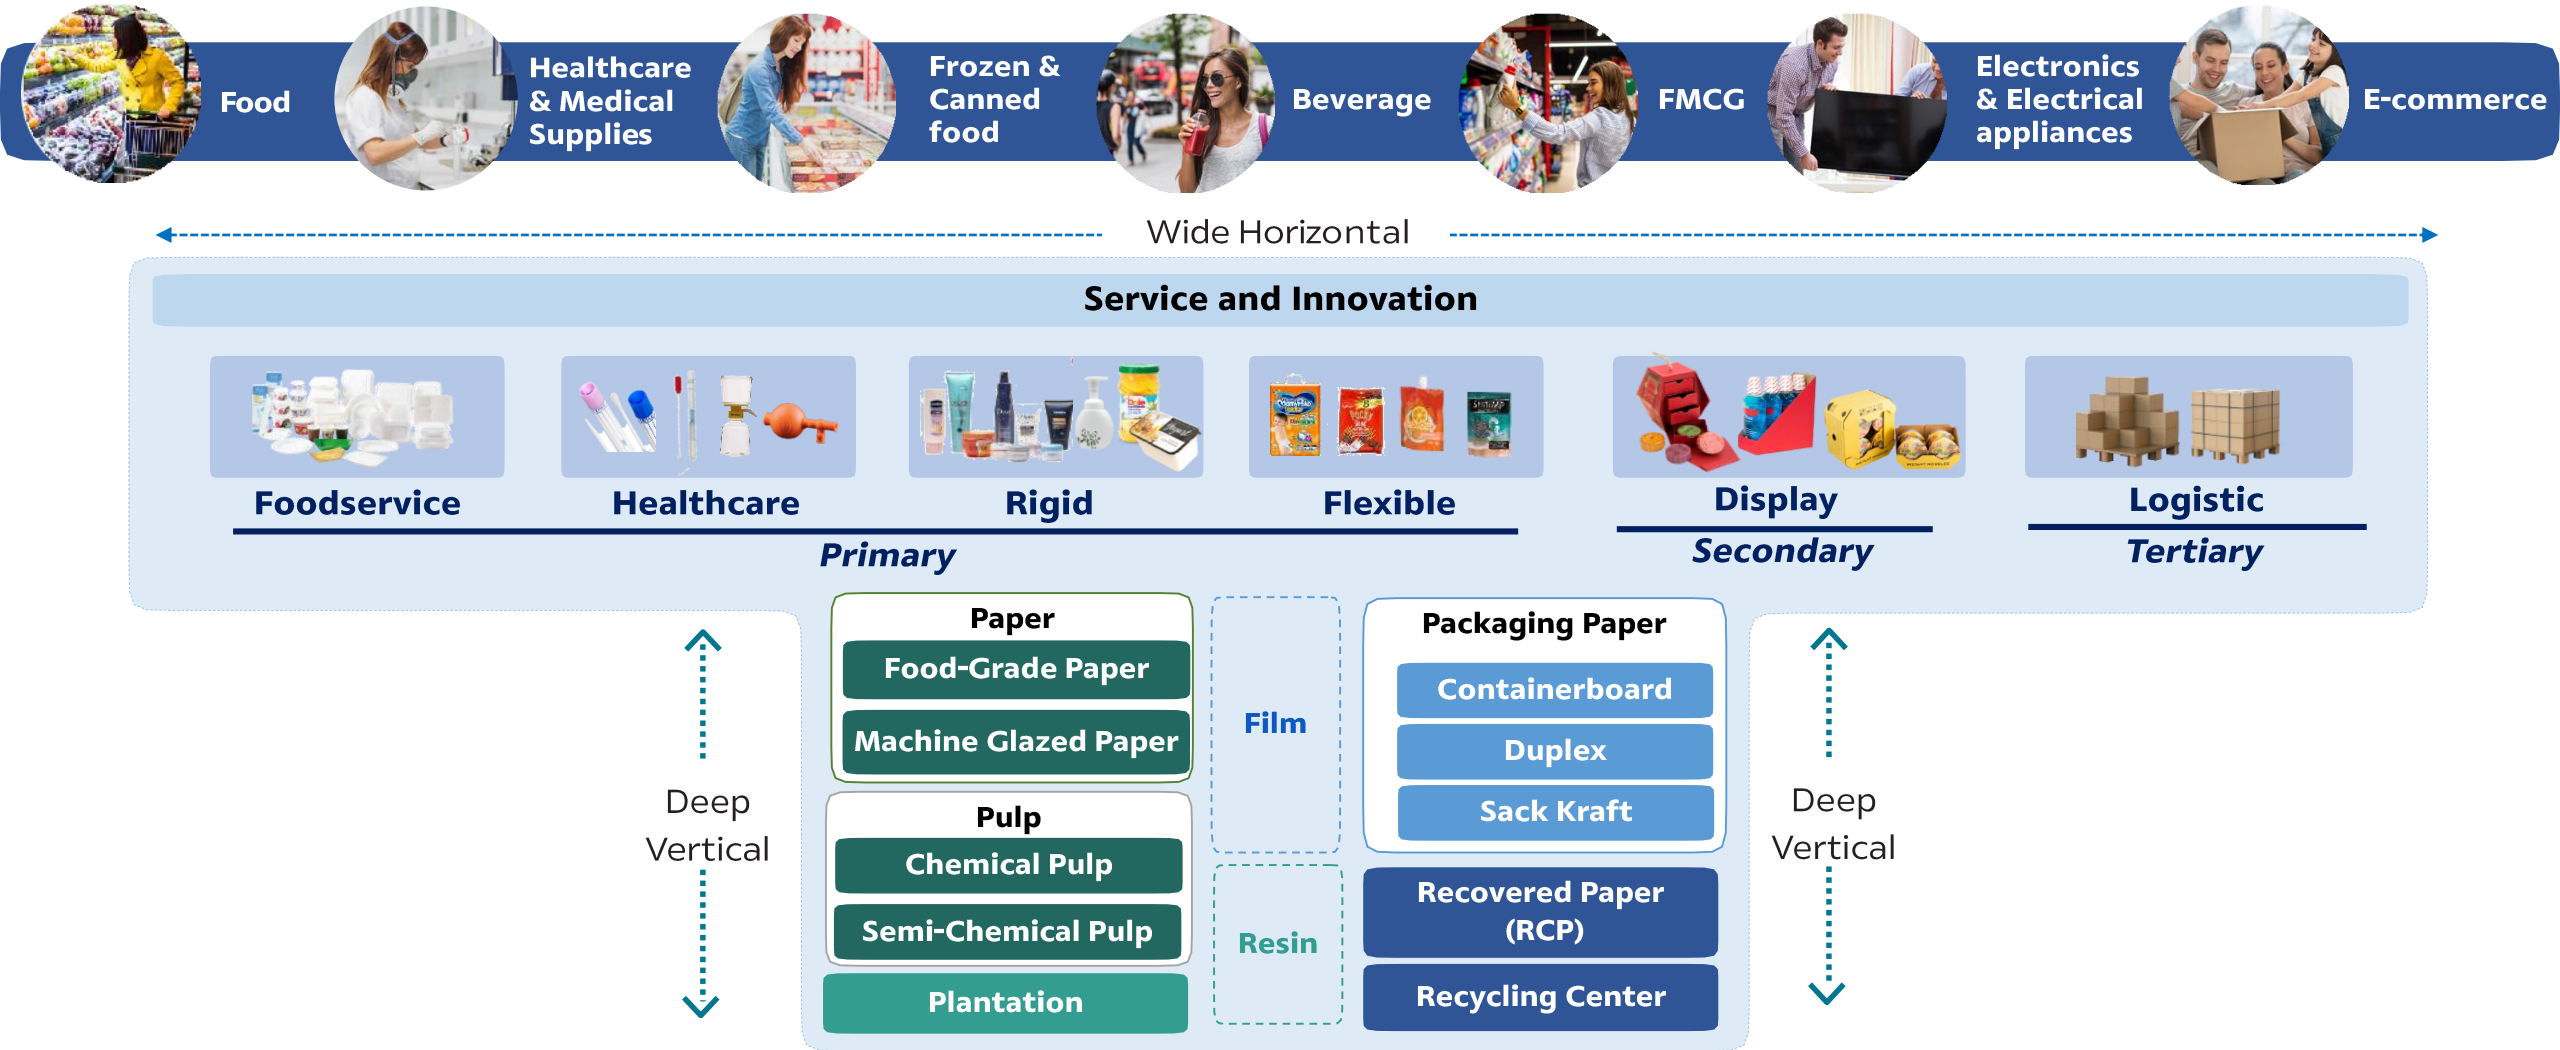 Food
Healthcare
& Medical
Supplies
Frozen &
Canned
food
Beverage
FMCG
Electronics
& Electrical
appliances
E-commerce
Wide Horizontal
Service and Innovation
Foodservice
Healthcare
Rigid
Flexible
Display
Logistic
Primary
Secondary
Tertiary
Paper
Food-Grade Paper
Machine Glazed Paper
Pulp
Chemical Pulp
Semi-Chemical Pulp
Plantation
Film
Resin
Packaging Paper
Containerboard
Duplex
Sack Kraft
Recovered Paper
(RCP)
Recycling Center
Deep
Vertical
Deep
Vertical